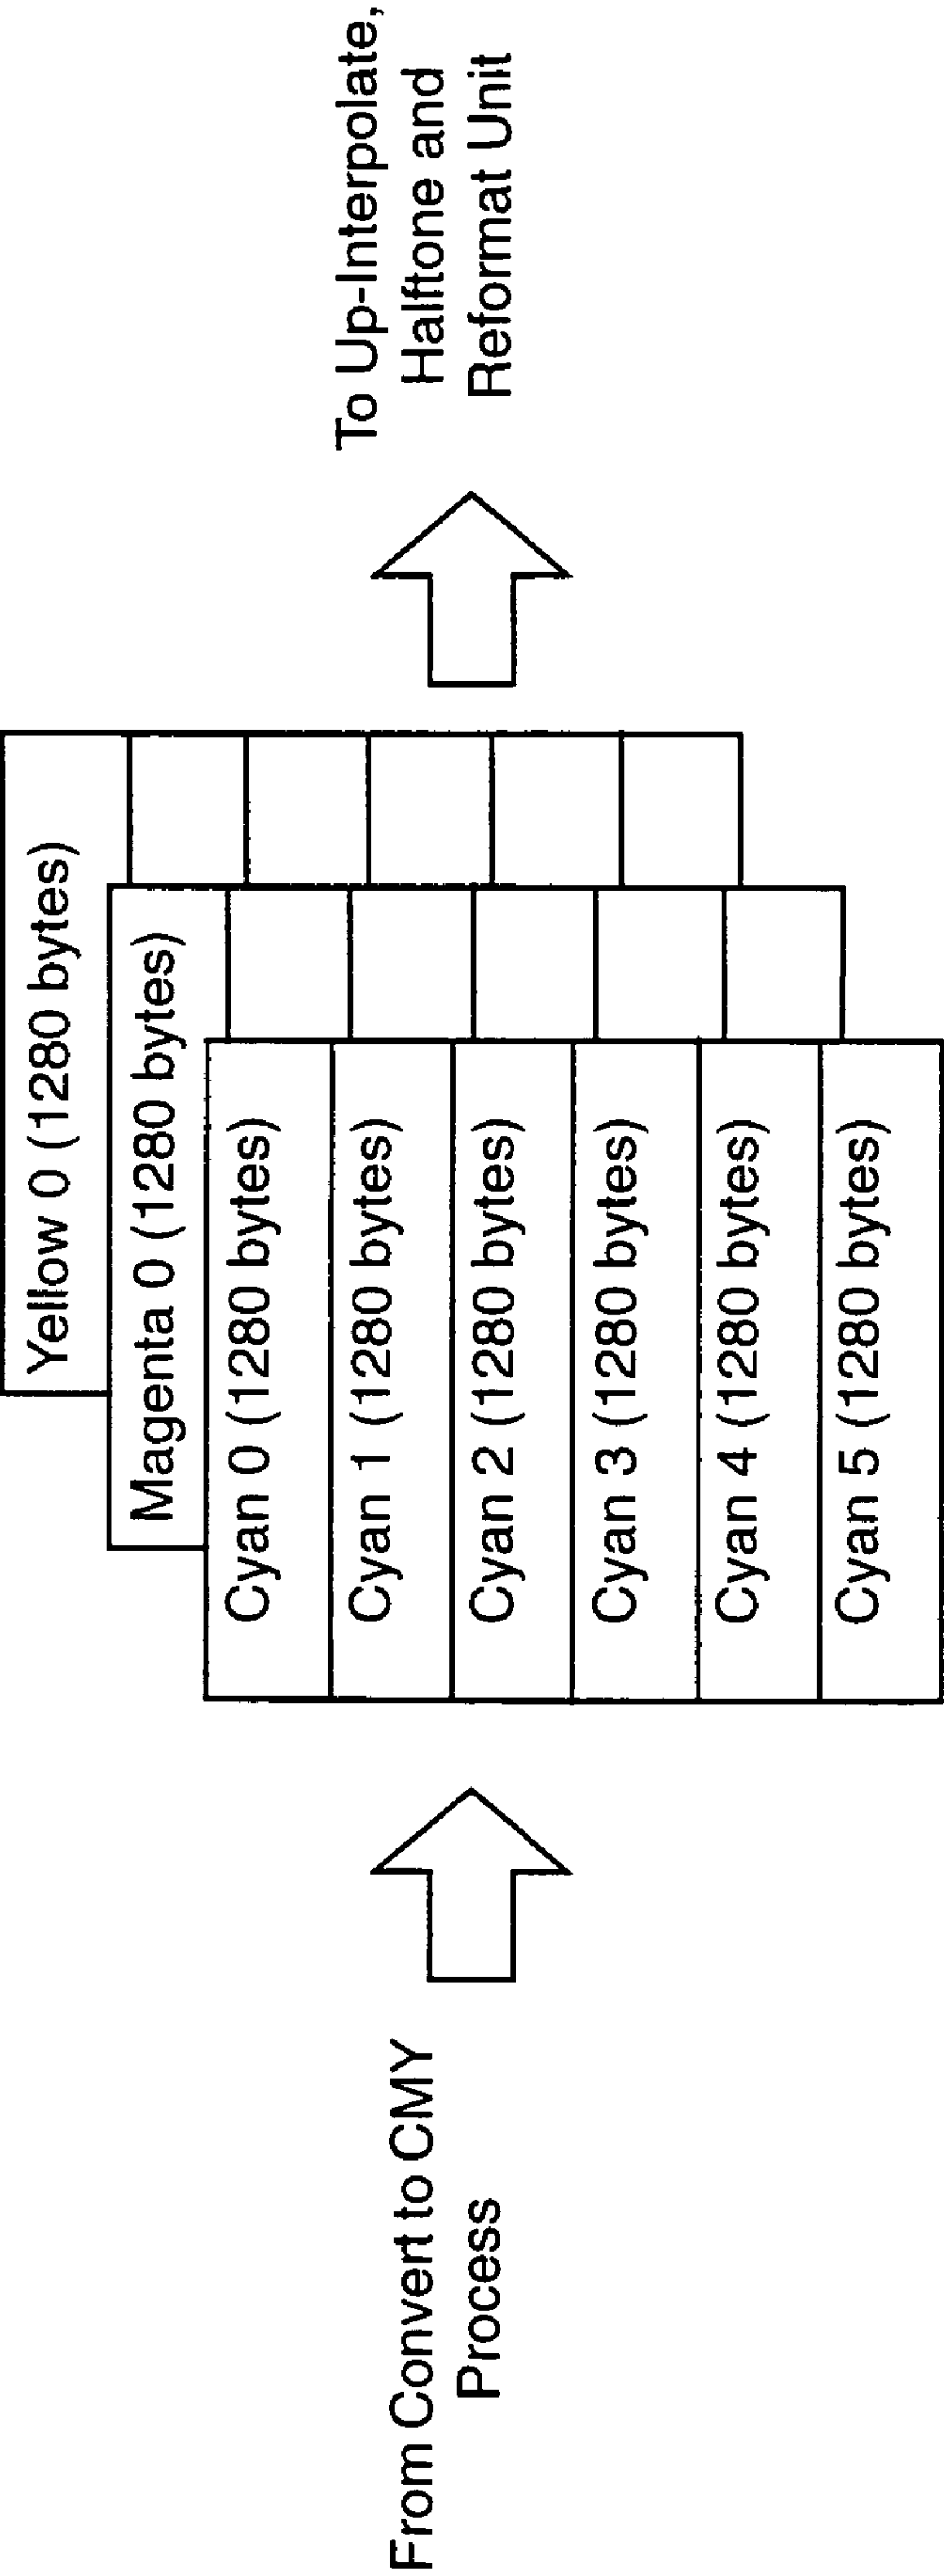 From Convert to CMY
Process
Yellow 0 (1280 bytes)
Magenta 0 (1280 bytes)
Cyan 0 (1280 bytes)
Cyan 1 (1280 bytes)
Cyan 2 (1280 bytes)
Cyan 3 (1280 bytes)
Cyan 4 (1280 bytes)
Cyan 5 (1280 bytes)
To Up-Interpolate,
Halftone and
Reformat Unit